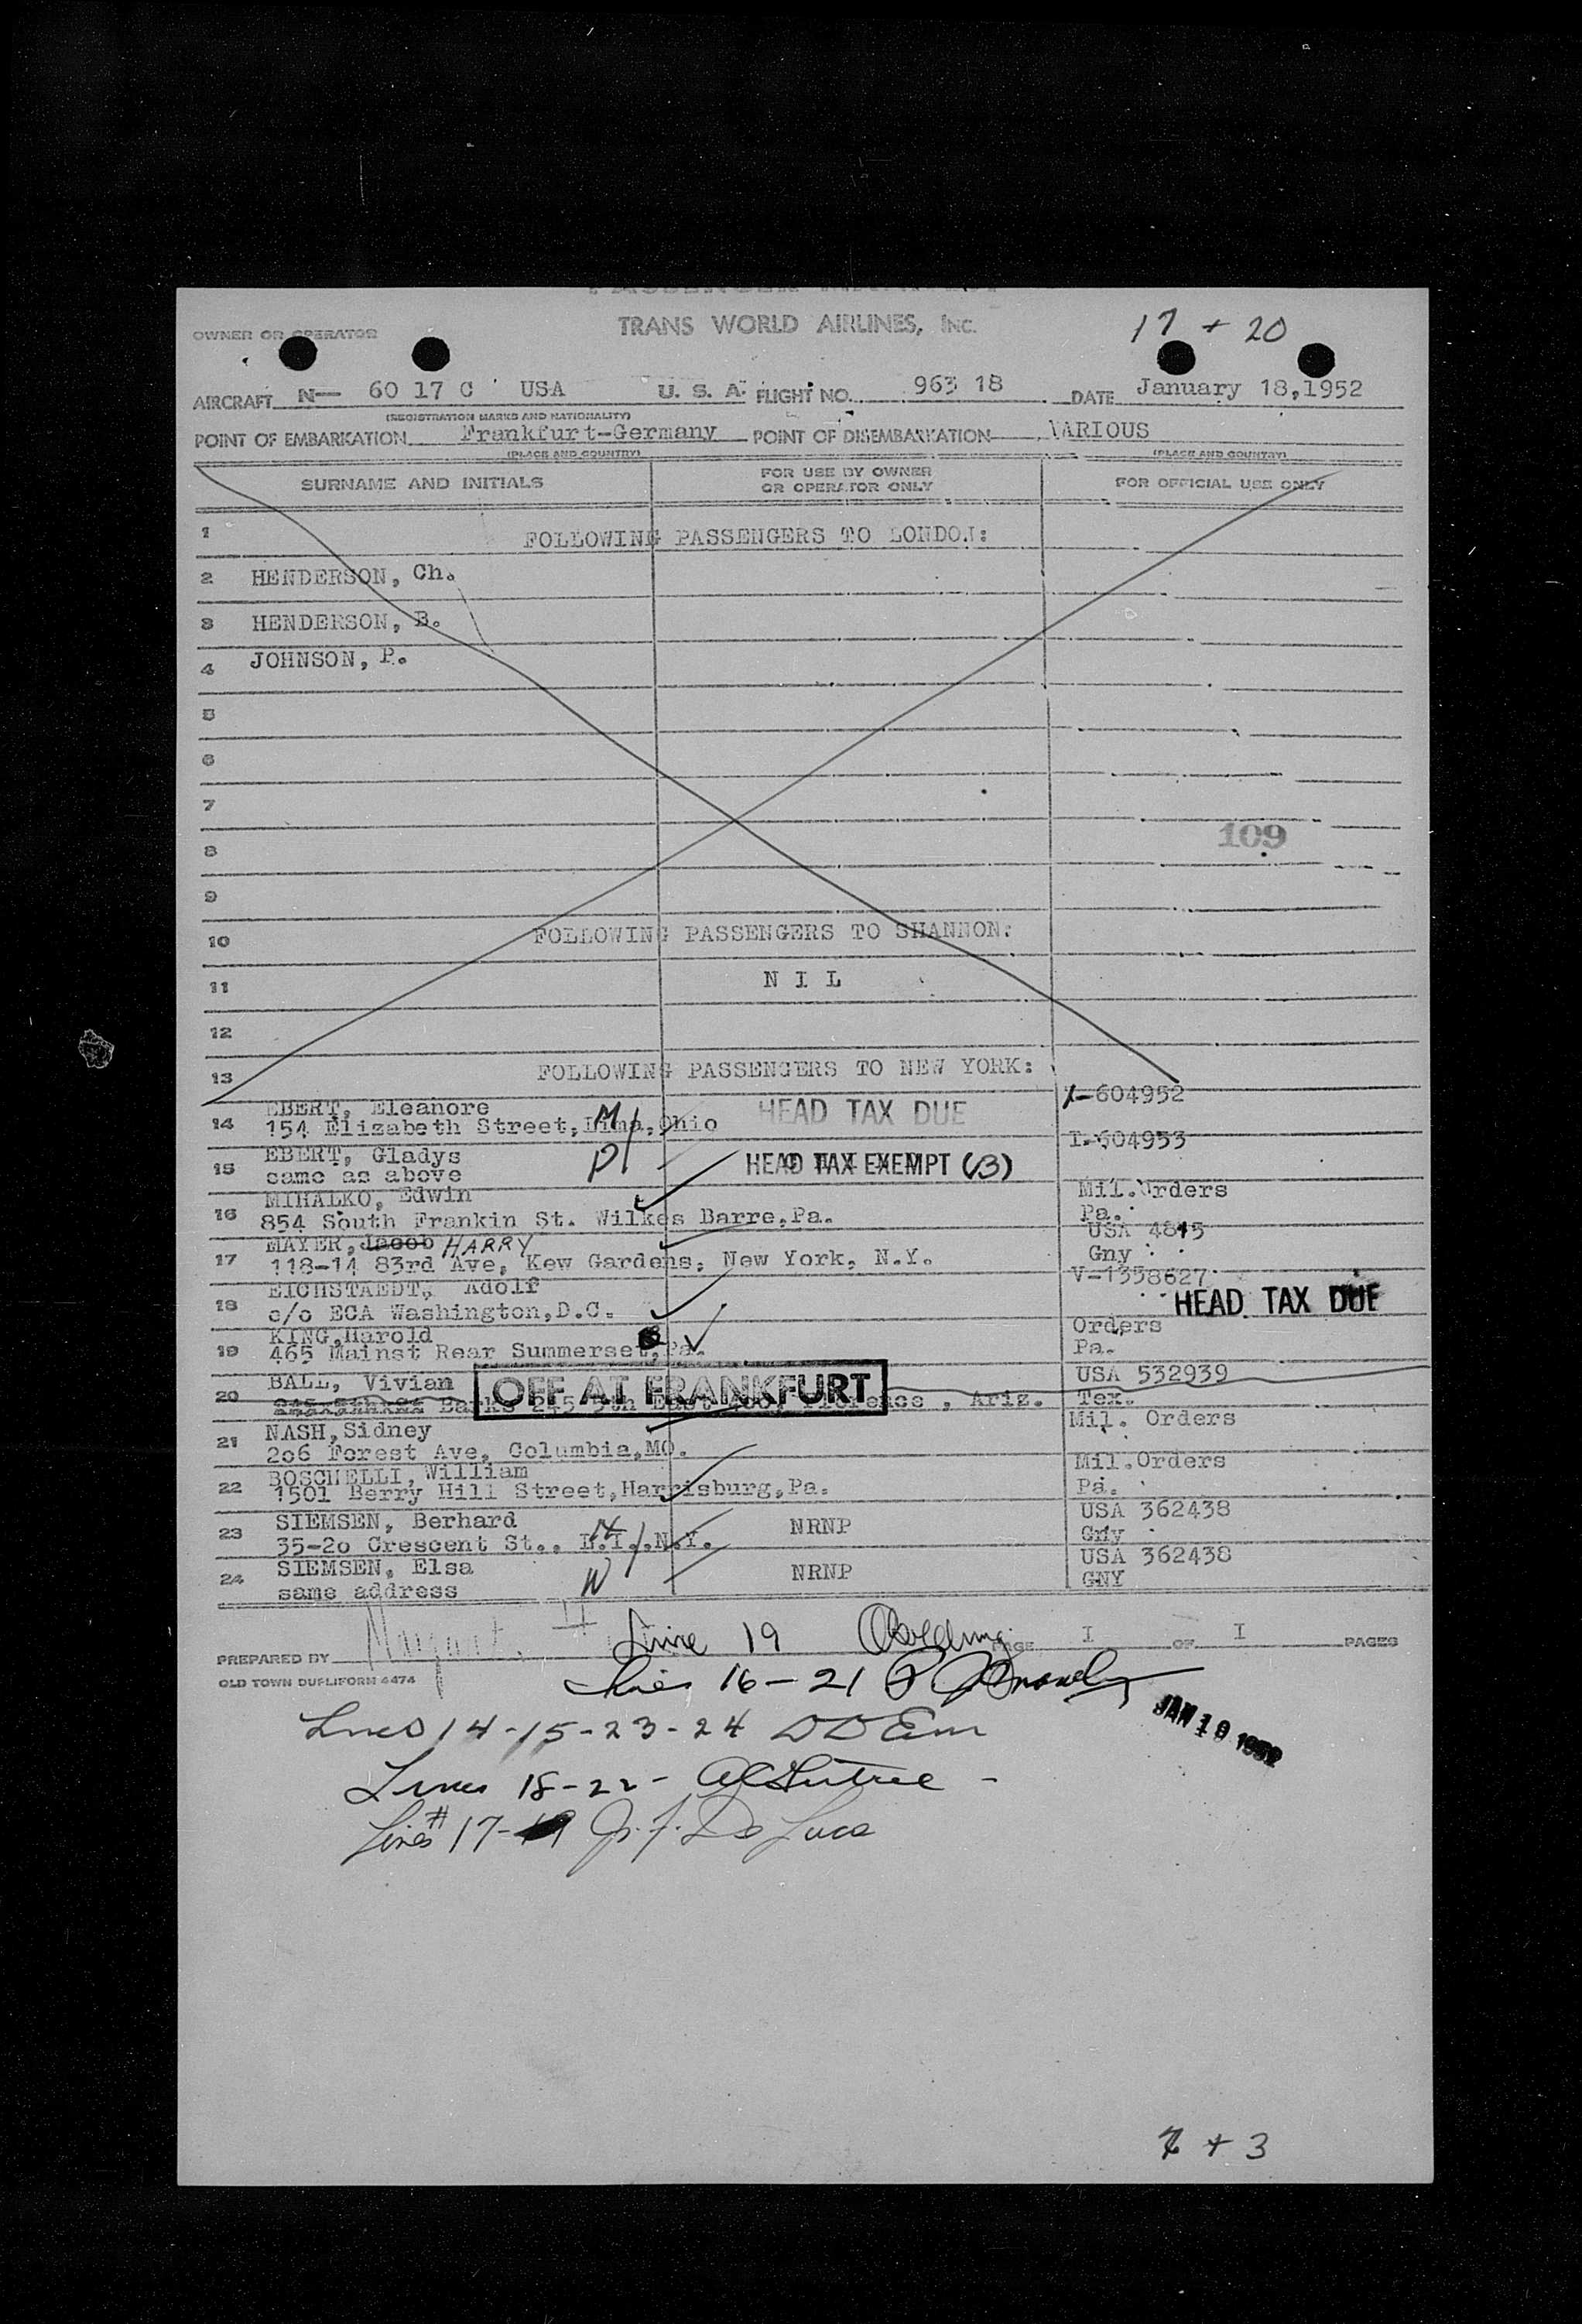 TRANS WORLD AIRLINES, INC.
17 + 20
OWNER OR OPERATOR
AIRCRAFT N— 60 17 C USA U. S. A. FLIGHT NO. 963 18 DATE January 18,1952
(REGISTRATION MARKS AND NATIONALITY)
POINT OF EMBARKATION Frankfurt-Germany POINT OF DISEMBARKATION VARIOUS
(PLACE AND COUNTRY) (PLACE AND COUNTRY)
SURNAME AND INITIALS FOR USE BY OWNER OR OPERATOR ONLY FOR OFFICIAL USE ONLY
1 FOLLOWING PASSENGERS TO LONDON:
2 HENDERSON, Ch.
3 HENDERSON, B.
4 JOHNSON, P.
5
6
7
109
8
9
10 FOLLOWING PASSENGERS TO SHANNON:
11 N I L
12
13 FOLLOWING PASSENGERS TO NEW YORK:
EBERT, Eleanore HEAD TAX DUE I-604952
14 154 Elizabeth Street, Lima, Ohio
EBERT, Gladys I-604953
15 same as above HEAD TAX EXEMPT (3)
MIHALKO, Edwin Mil.Orders
16 854 South Frankin St. Wilkes Barre,Pa. Pa.
MAYER, Jacob HARRY USA 4815
17 118-14 83rd Ave, Kew Gardens, New York, N.Y. Gny
EICHSTAEDT, Adolf V-1358627
18 c/o ECA Washington,D.C. HEAD TAX DUE
KING,Harold Orders
19 465 Mainst Rear Summerset,Pa. Pa.
BALL, Vivian OFF AT FRANKFURT USA 532939
20 Banks 245 5th East Florence , Ariz. Tex.
NASH,Sidney Mil. Orders
21 206 Forest Ave, Columbia,MO.
BOSCHELLI,William Mil.Orders
22 1501 Berry Hill Street,Harrisburg,Pa. Pa.
SIEMSEN, Berhard NRNP USA 362438
23 35-2o Crescent St., L.I.,N.Y. Gny
SIEMSEN, Elsa NRNP USA 362438
24 same address GNY
PREPARED BY PAGE I OF I PAGES
Line 19
OLD TOWN DUPLIFORM 4474
Lines 16-21
Lines 14-15-23-24
JAN 19 1952
Lines 18-22-
Lines # 17- J. F. De Luca
+ 3